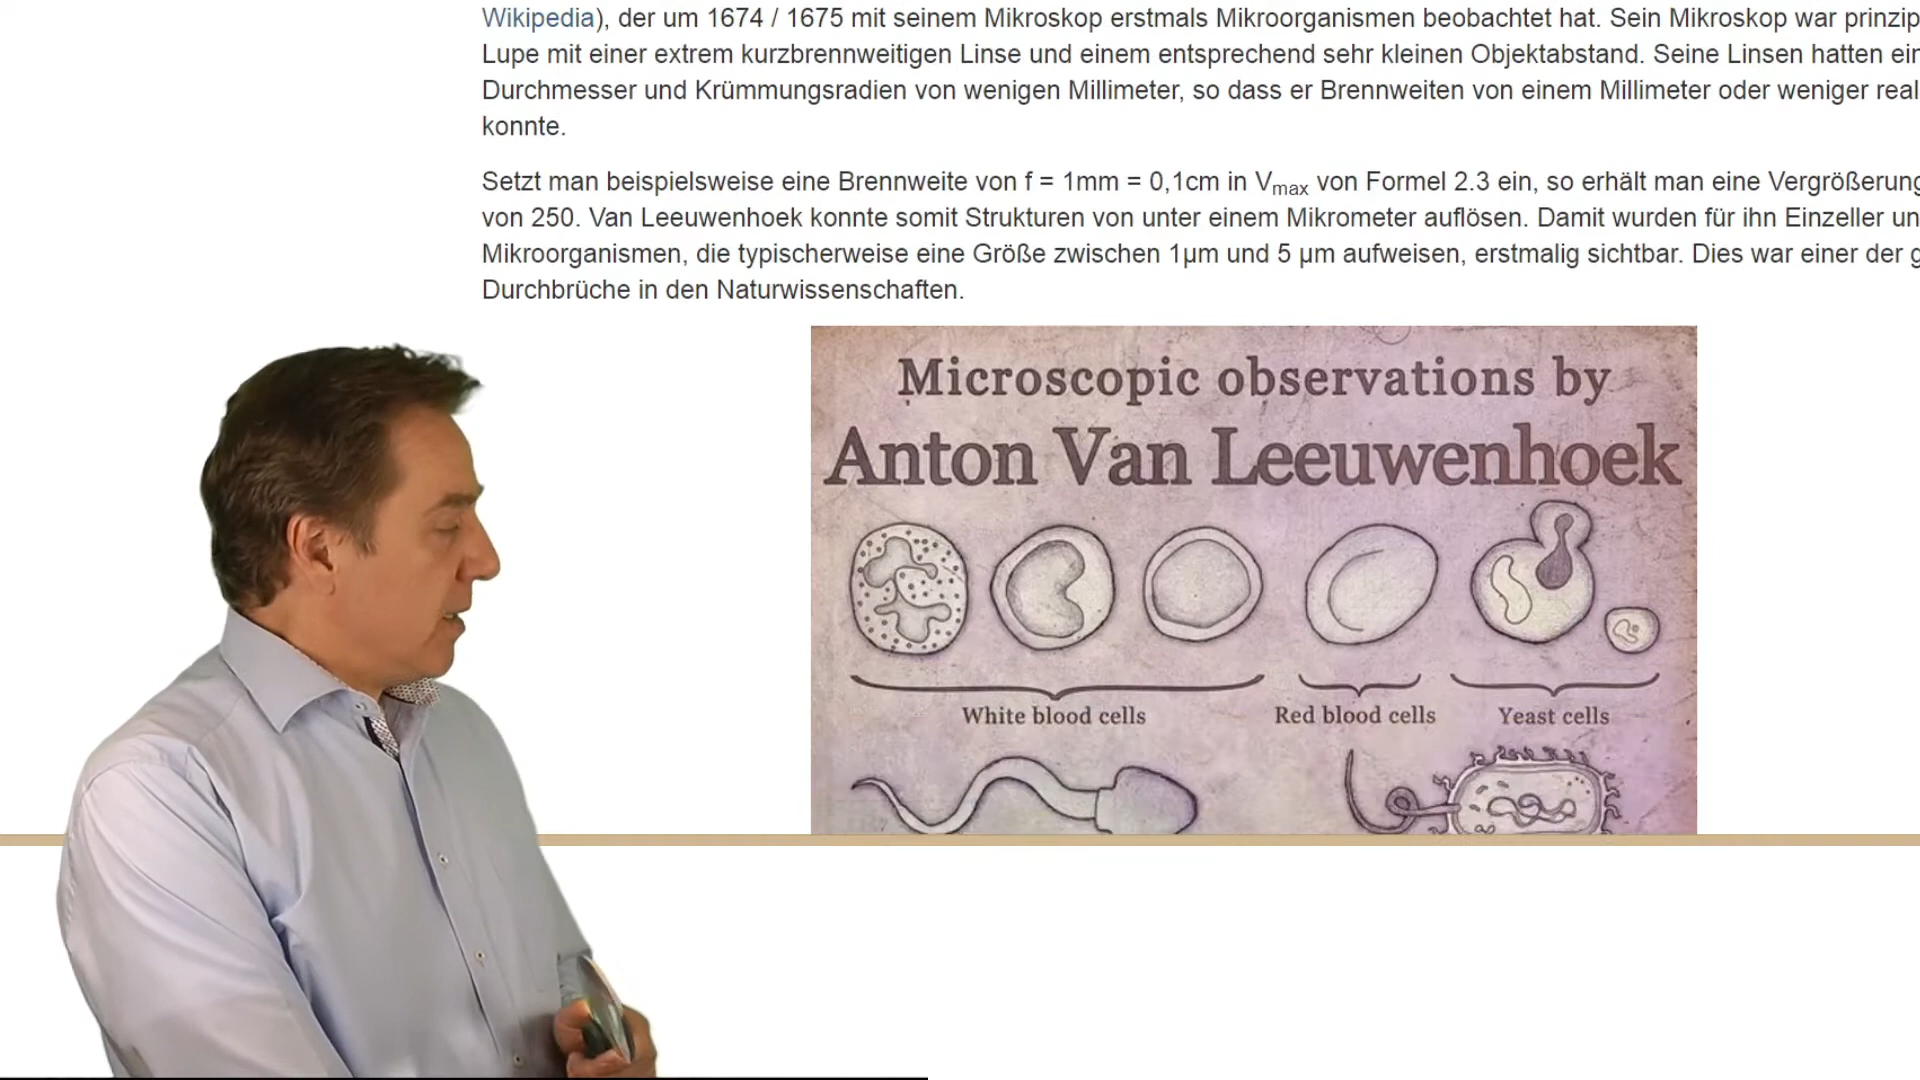 Wikipedia), der um 1674 / 1675 mit seinem Mikroskop erstmals Mikroorganismen beobachtet hat. Sein Mikroskop war prinzip
Lupe mit einer extrem kurzbrennweitigen Linse und einem entsprechend sehr kleinen Objektabstand. Seine Linsen hatten ein
Durchmesser und Krümmungsradien von wenigen Millimeter, so dass er Brennweiten von einem Millimeter oder weniger real
konnte.
Setzt man beispielsweise eine Brennweite von f = 1mm = 0,1cm in Vmax von Formel 2.3 ein, so erhält man eine Vergrößerung
von 250. Van Leeuwenhoek konnte somit Strukturen von unter einem Mikrometer auflösen. Damit wurden für ihn Einzeller un
Mikroorganismen, die typischerweise eine Größe zwischen 1μm und 5 μm aufweisen, erstmalig sichtbar. Dies war einer der g
Durchbrüche in den Naturwissenschaften.
Microscopic observations by
Anton Van Leeuwenhoek
White blood cells Red blood cells Yeast cells